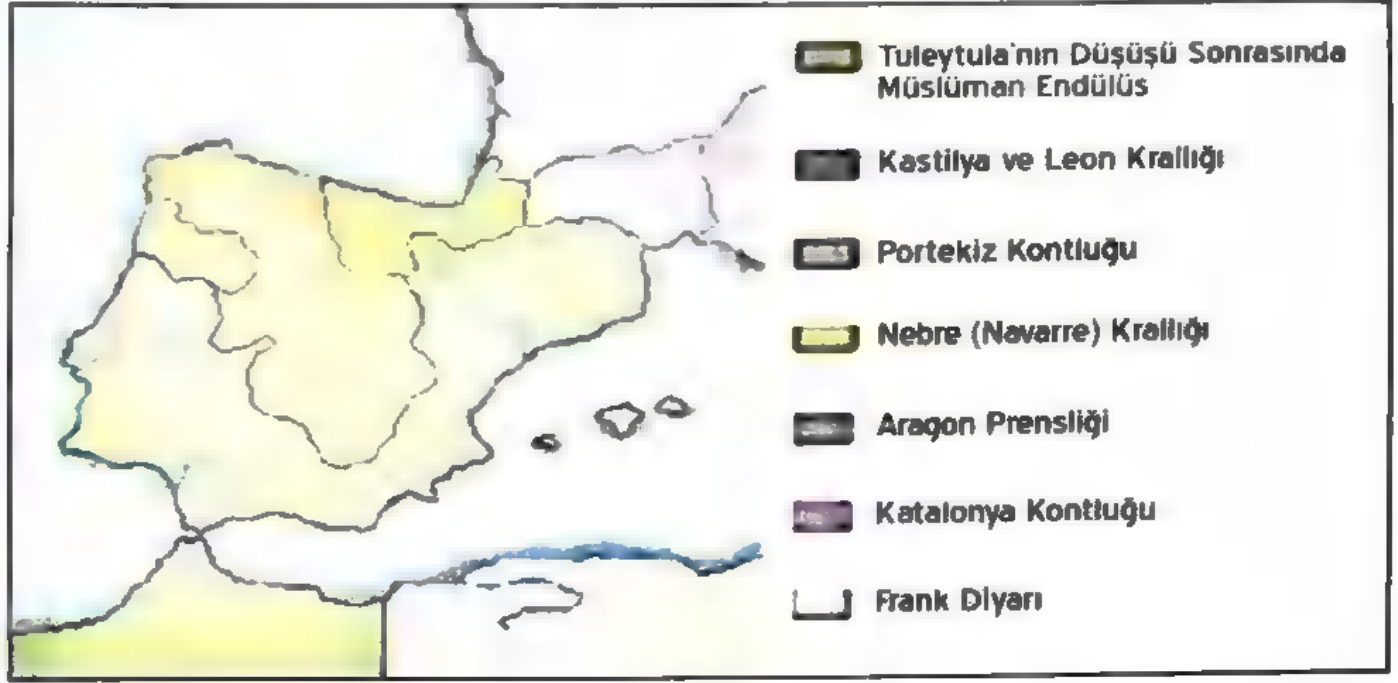 Tuleytula'nın Düşüşü Sonrasında
Müslüman Endülüs
Kastilya ve Leon Krallığı
Portekiz Kontluğu
Nebre (Navarre) Krallığı
Aragon Prensliği
Katalonya Kontluğu
Frank Diyarı